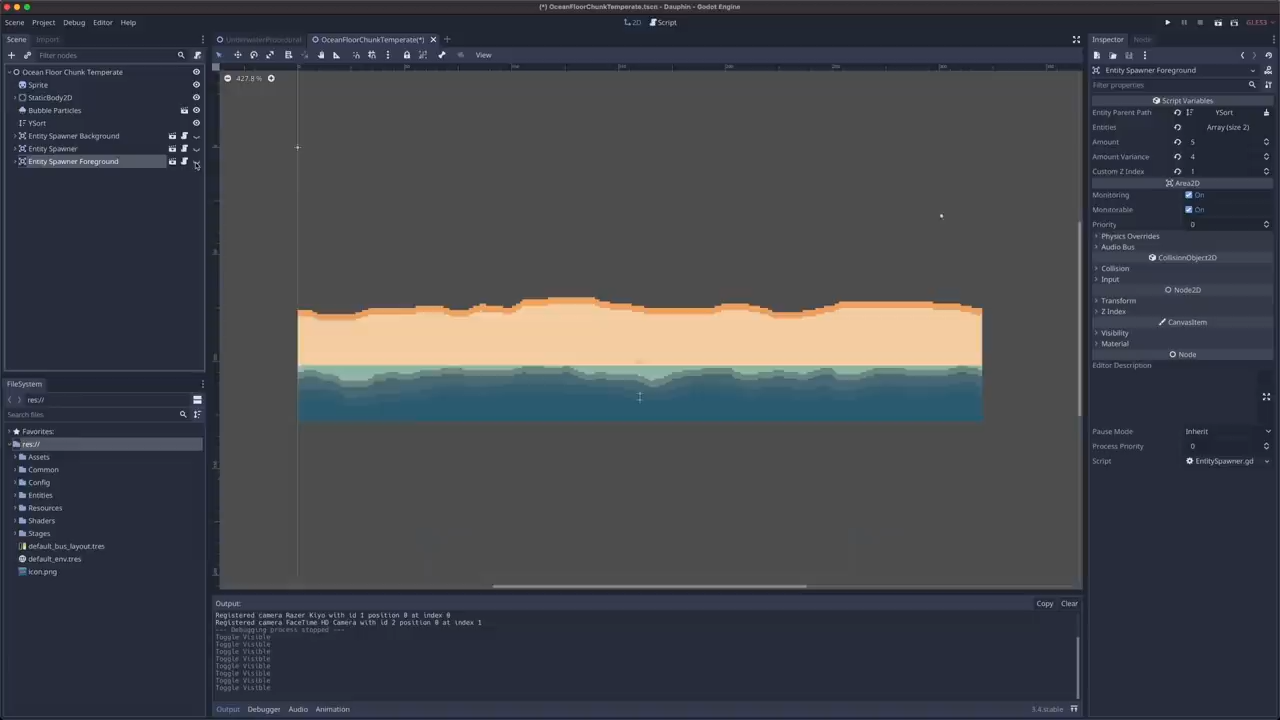 (*) OceanFloorChunkTemperate.tscn - Dauphin - Godot Engine
Scene Project Debug Editor Help
2D Script
GLES3
Scene Import
UnderwaterProcedural OceanFloorChunkTemperate(*)
Inspector Node
Filter nodes
View
427.8 %
Ocean Floor Chunk Temperate
Sprite
StaticBody2D
Bubble Particles
YSort
Entity Spawner Background
Entity Spawner
Entity Spawner Foreground
Entity Spawner Foreground
Filter properties
Script Variables
Entity Parent Path YSort
Entities Array (size 2)
Amount 5
Amount Variance 4
Custom Z Index 1
Area2D
Monitoring On
Monitorable On
Priority 0
Physics Overrides
Audio Bus
CollisionObject2D
Collision
Input
Node2D
Transform
Z Index
CanvasItem
Visibility
Material
Node
Editor Description
Pause Mode Inherit
Process Priority 0
Script EntitySpawner.gd
FileSystem
res://
Search files
Favorites:
res://
Assets
Common
Config
Entities
Resources
Shaders
Stages
default_bus_layout.tres
default_env.tres
icon.png
Output: Copy Clear
Registered camera Razer Kiyo with id 1 position 0 at index 0
Registered camera FaceTime HD Camera with id 2 position 0 at index 1
--- Debugging process stopped ---
Toggle Visible
Toggle Visible
Toggle Visible
Toggle Visible
Toggle Visible
Toggle Visible
Toggle Visible
Toggle Visible
Output Debugger Audio Animation 3.4.stable